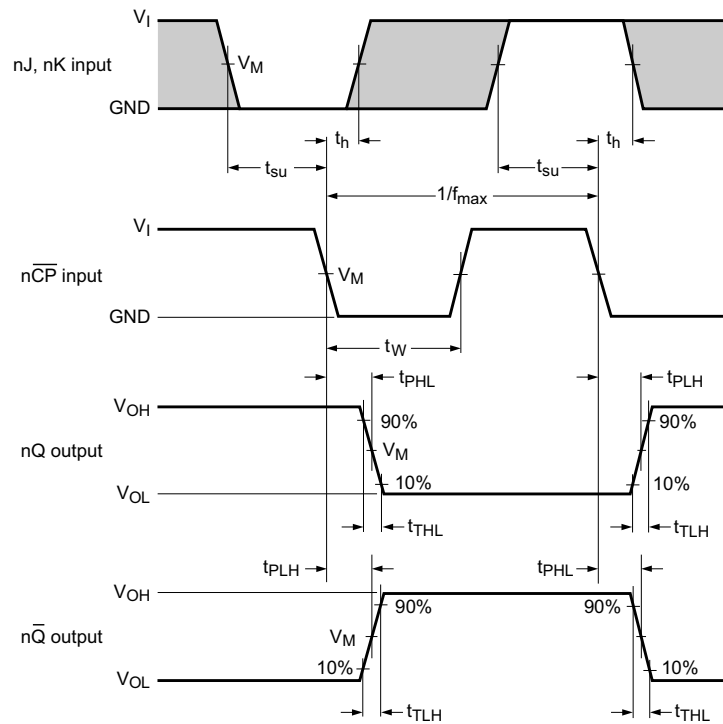 V_I
nJ, nK input
V_M
GND
t_h
t_h
t_su
t_su
1/f_max
V_I
nC̅P̅ input
V_M
GND
t_W
t_PHL
t_PLH
V_OH
90%
90%
nQ output
V_M
10%
10%
V_OL
t_THL
t_TLH
t_PLH
t_PHL
V_OH
90%
90%
nQ̅ output
V_M
10%
10%
V_OL
t_TLH
t_THL